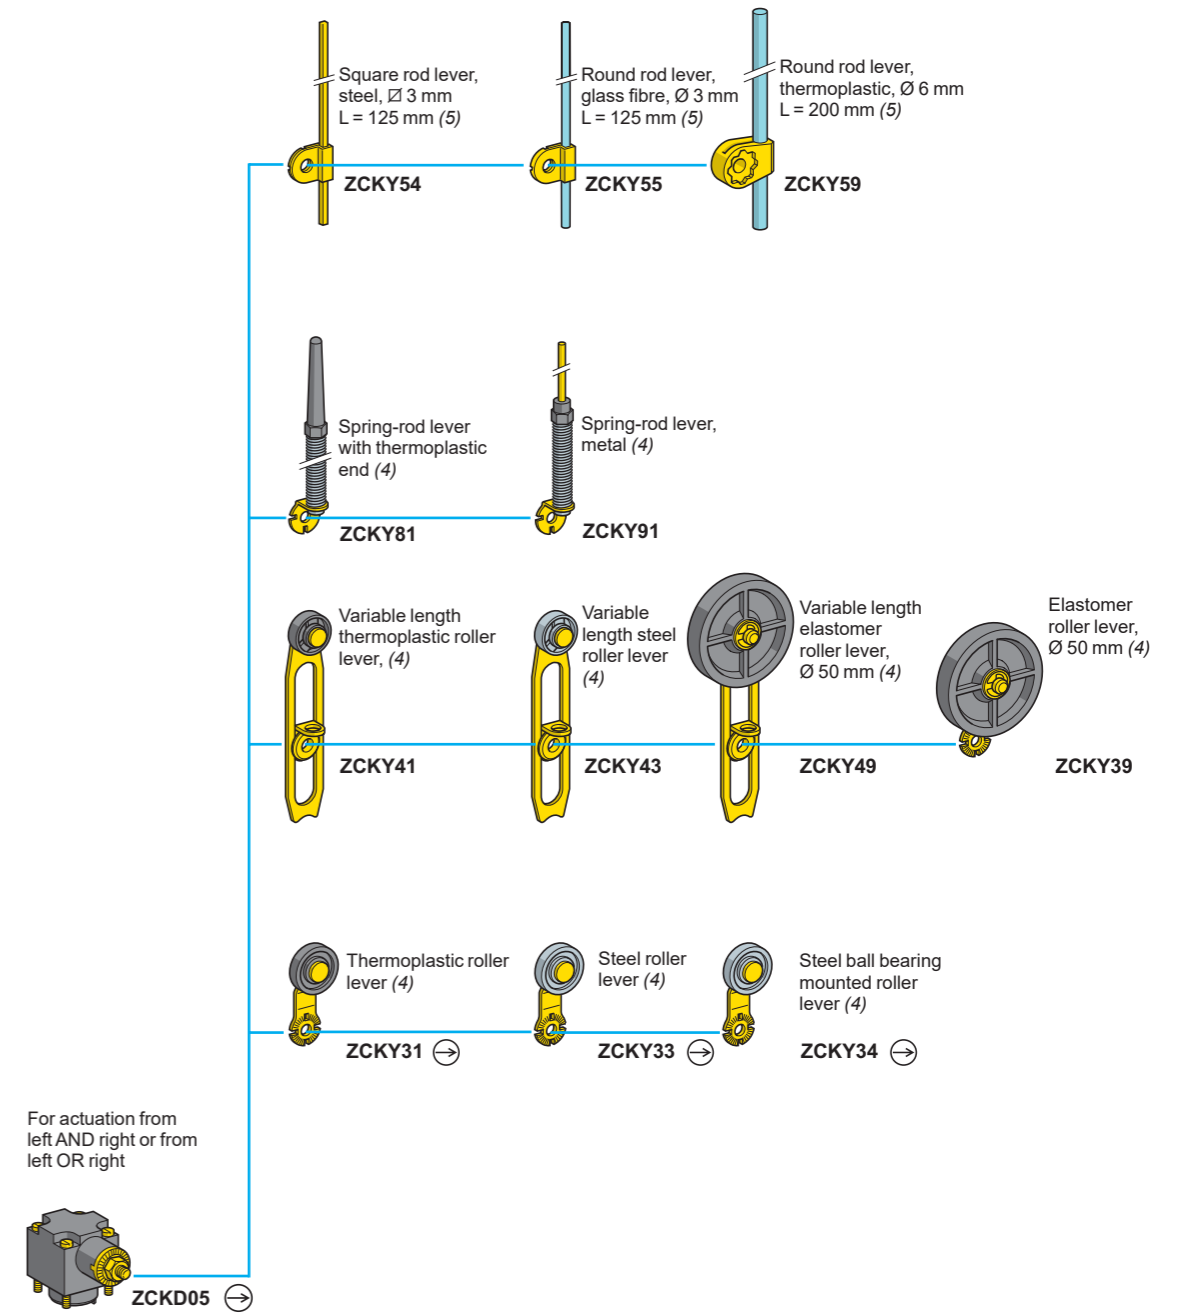 Square rod lever,
steel, ⍁ 3 mm
L = 125 mm (5)
ZCKY54
Round rod lever,
glass fibre, Ø 3 mm
L = 125 mm (5)
ZCKY55
Round rod lever,
thermoplastic, Ø 6 mm
L = 200 mm (5)
ZCKY59
Spring-rod lever
with thermoplastic
end (4)
ZCKY81
Spring-rod lever,
metal (4)
ZCKY91
Variable length
thermoplastic roller
lever, (4)
ZCKY41
Variable
length steel
roller lever
(4)
ZCKY43
Variable length
elastomer
roller lever,
Ø 50 mm (4)
ZCKY49
Elastomer
roller lever,
Ø 50 mm (4)
ZCKY39
Thermoplastic roller
lever (4)
ZCKY31
Steel roller
lever (4)
ZCKY33
Steel ball bearing
mounted roller
lever (4)
ZCKY34
For actuation from
left AND right or from
left OR right
ZCKD05